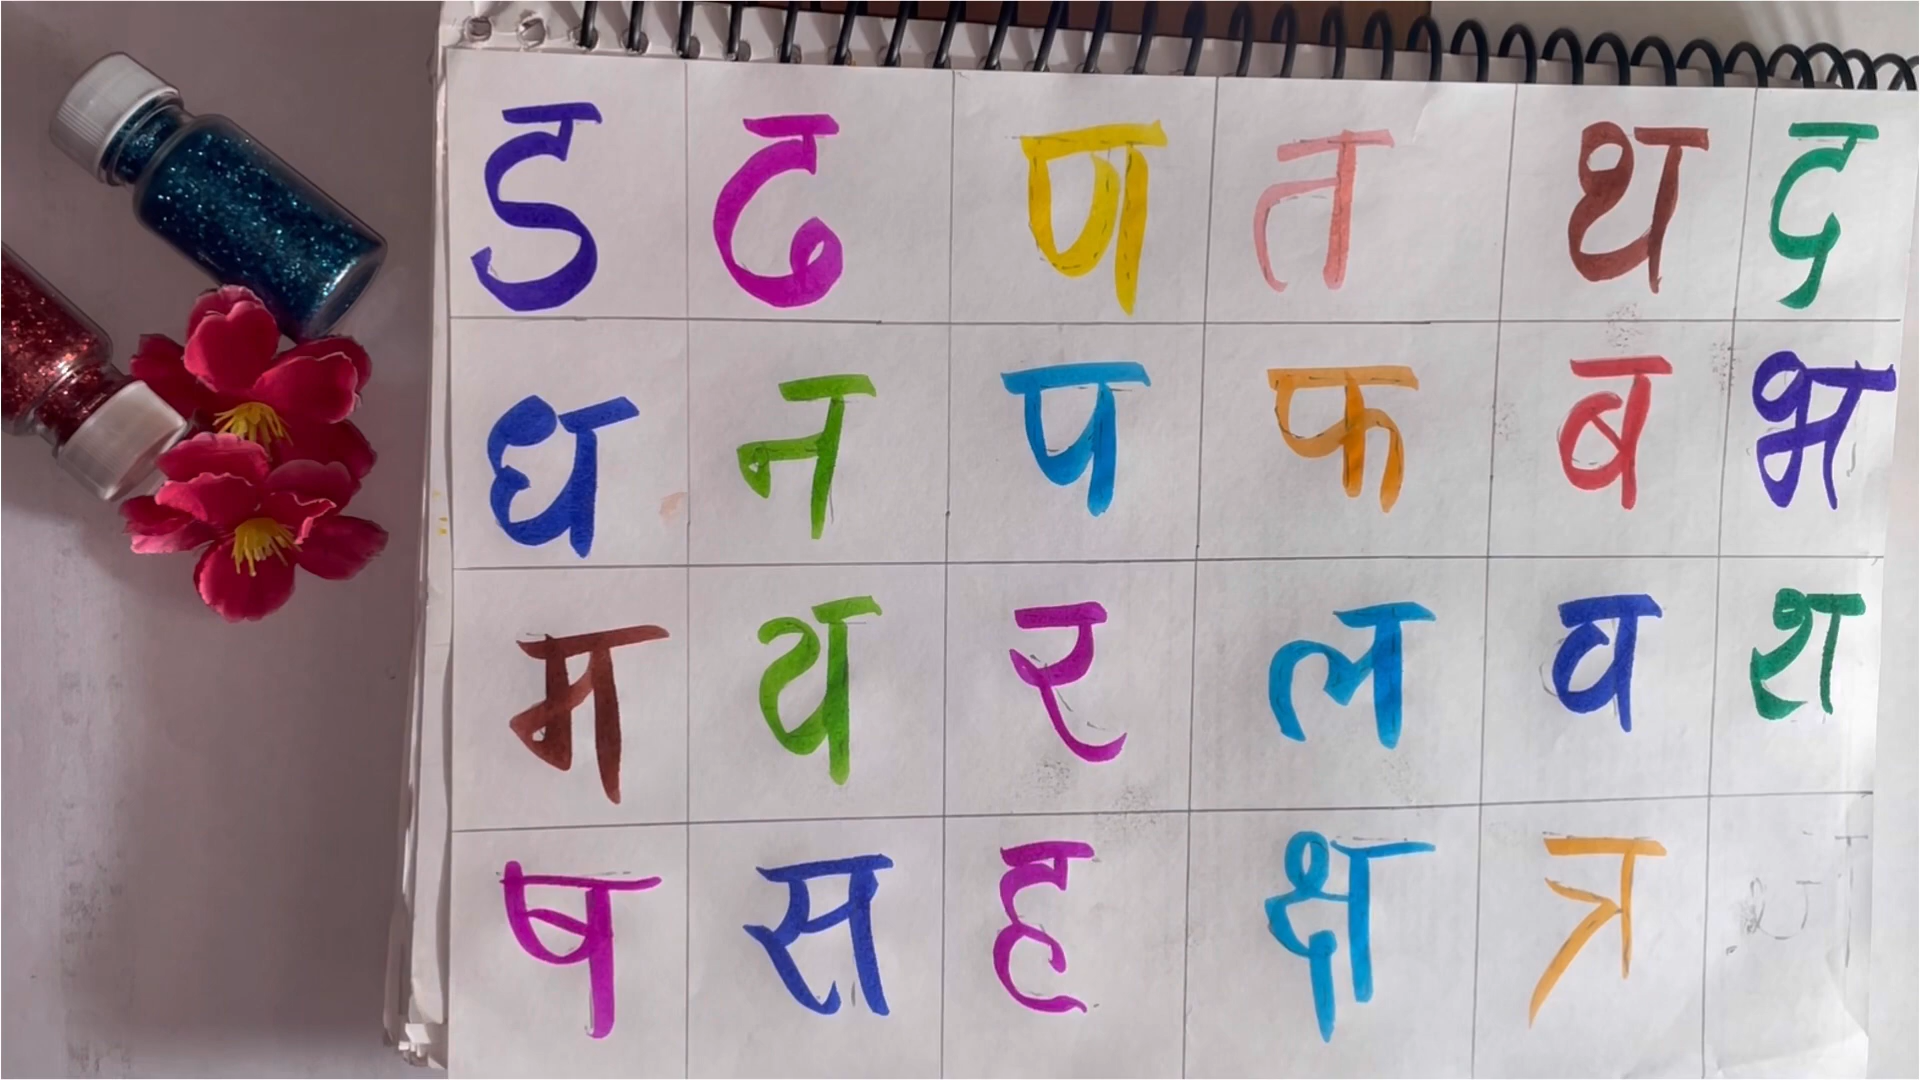 ड ढ ण त थ द
ध न प फ ब भ
म य र ल व श
ष स ह क्ष त्र